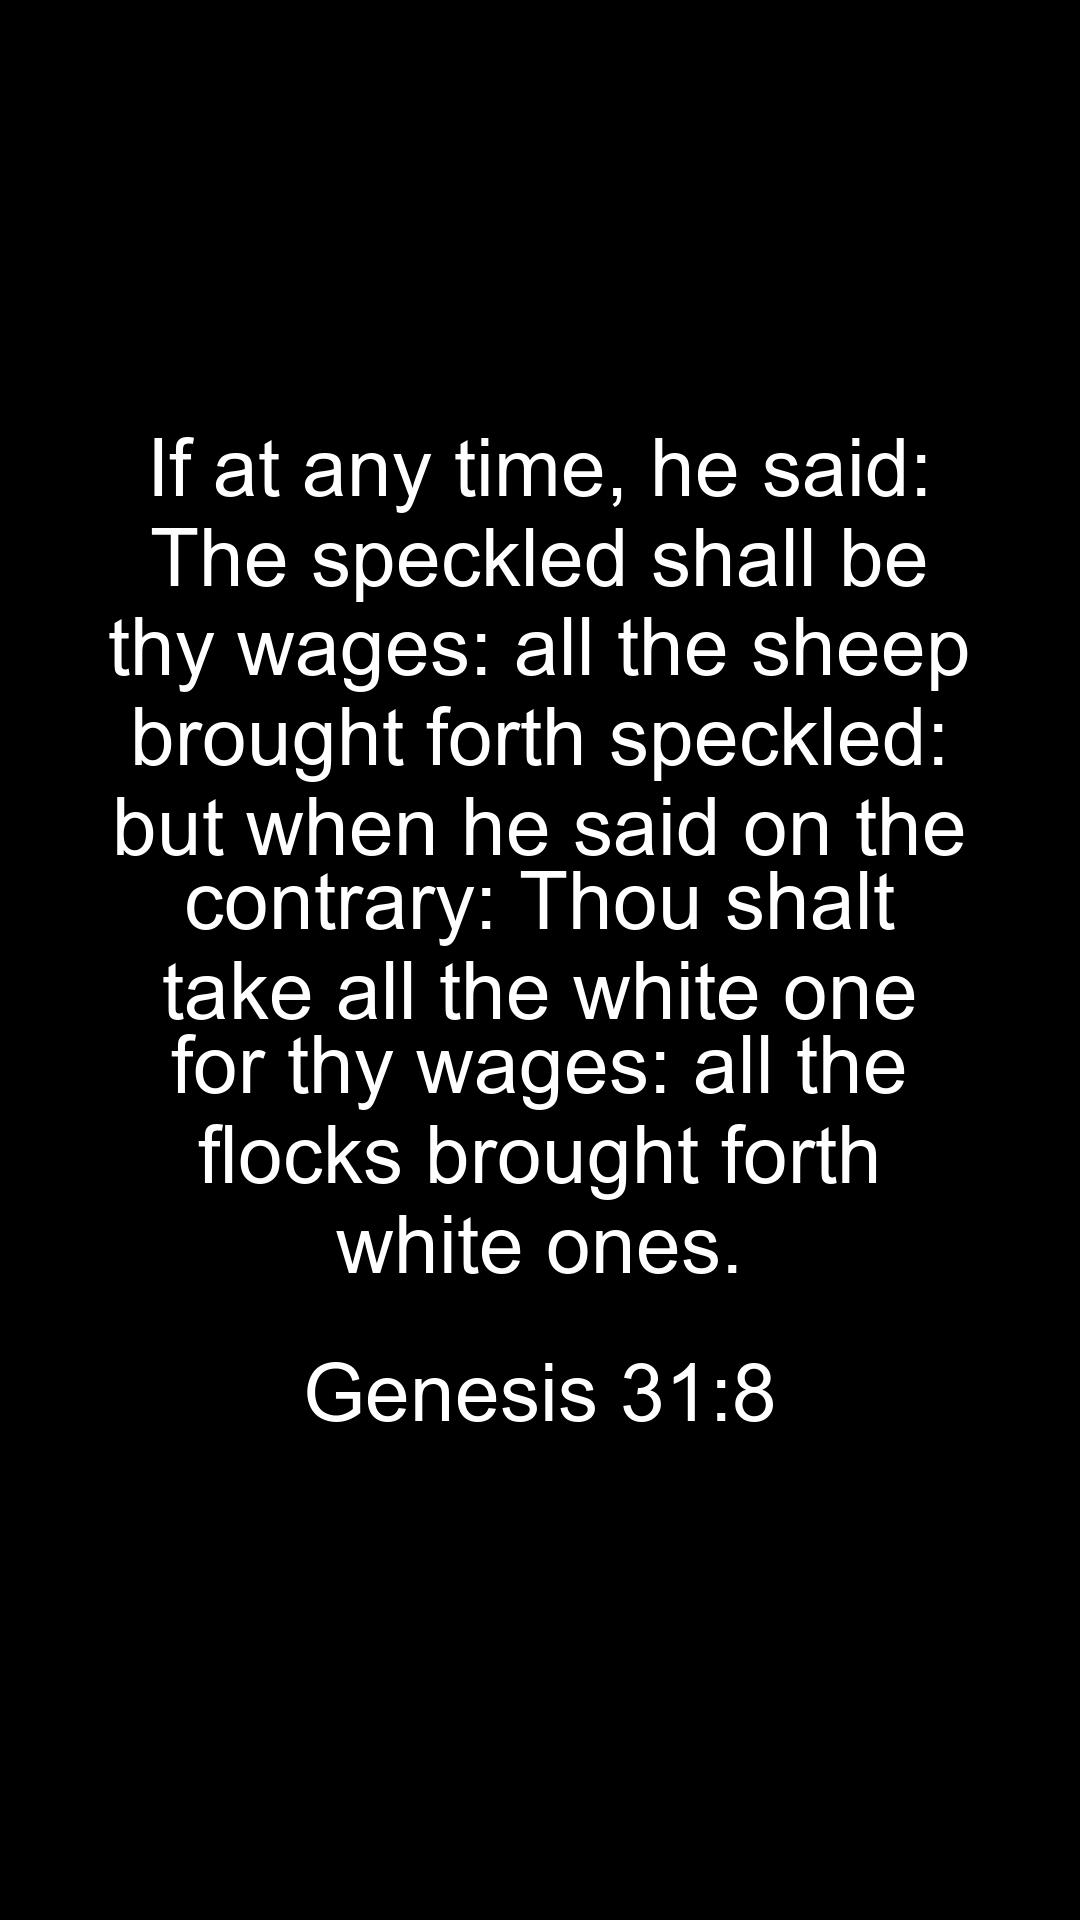 If at any time, he said:
The speckled shall be
thy wages: all the sheep
brought forth speckled:
but when he said on the
contrary: Thou shalt
take all the white one
for thy wages: all the
flocks brought forth
white ones.
Genesis 31:8